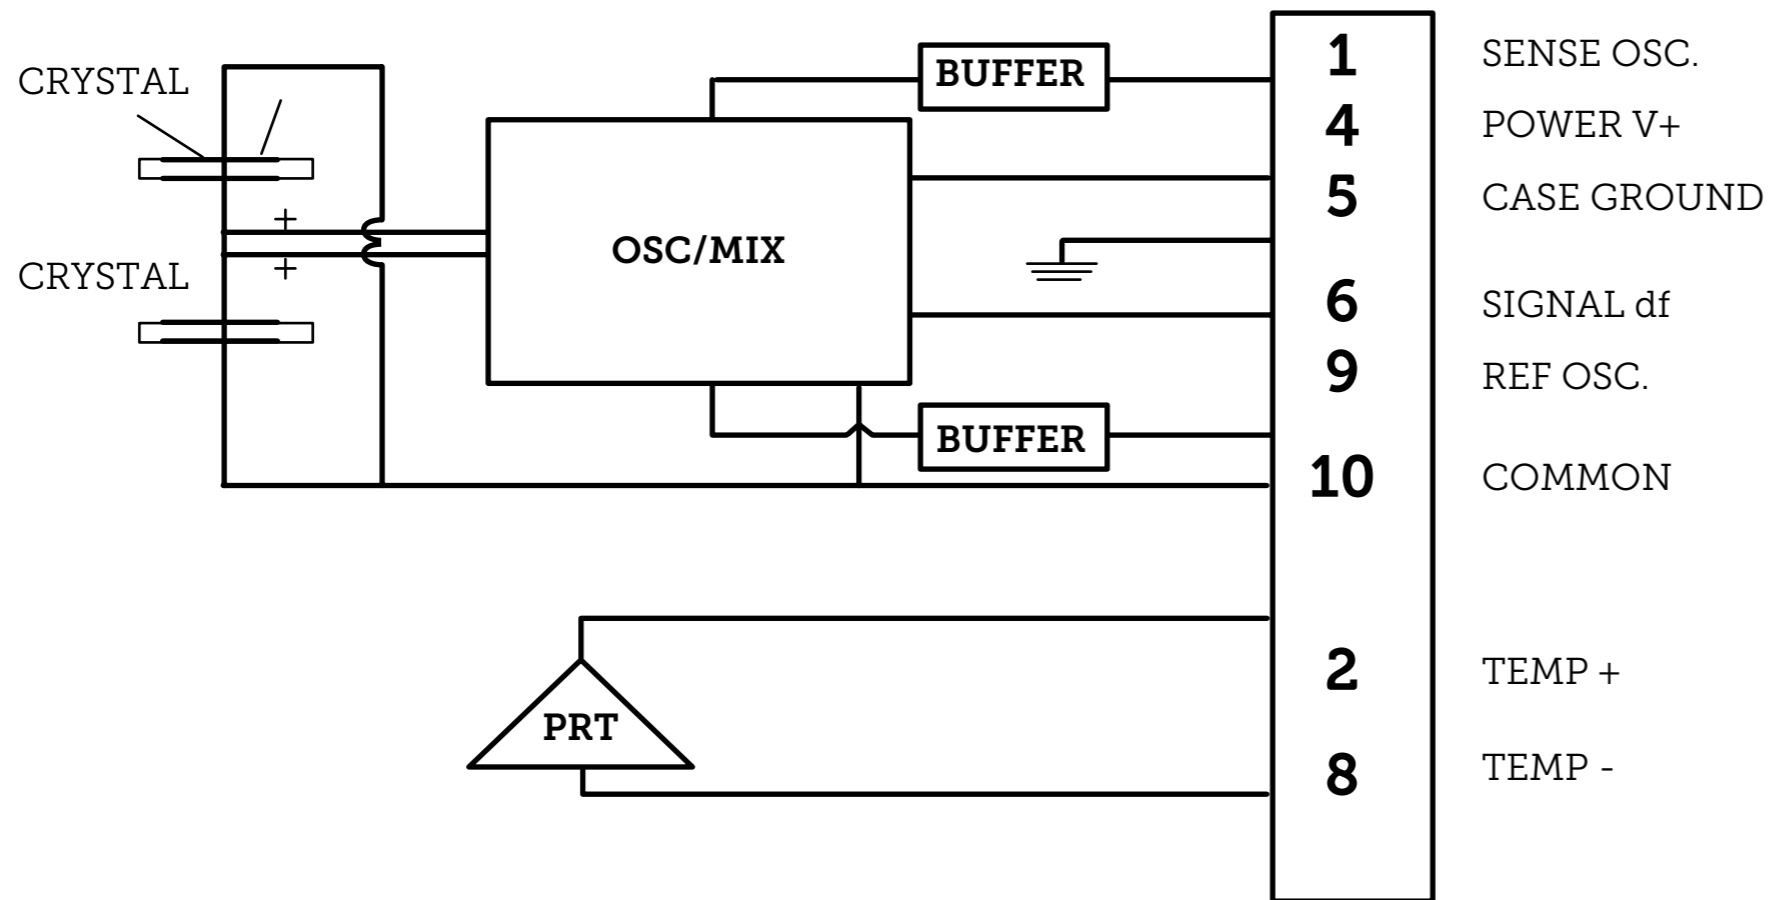 CRYSTAL
CRYSTAL
+
+
OSC/MIX
BUFFER
BUFFER
PRT
1 SENSE OSC.
4 POWER V+
5 CASE GROUND
6 SIGNAL df
9 REF OSC.
10 COMMON
2 TEMP +
8 TEMP -